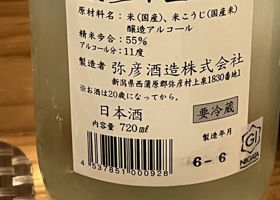 原材料名：米(国産)、米こうじ(国産米)
醸造アルコール
精米歩合：55％
アルコール分：11度
製造者 弥彦酒造株式会社
新潟県西蒲原郡弥彦村上泉1830番地1
※お酒は20歳になってから。
日本酒
内容量 720㎖
要冷蔵
製造年月
6-6
GI
NIIGATA
4537851000928